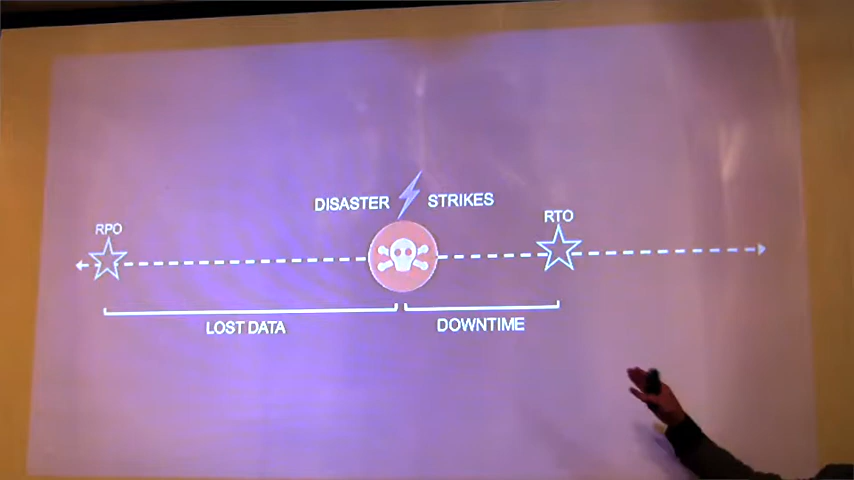 DISASTER STRIKES
RPO
RTO
LOST DATA
DOWNTIME